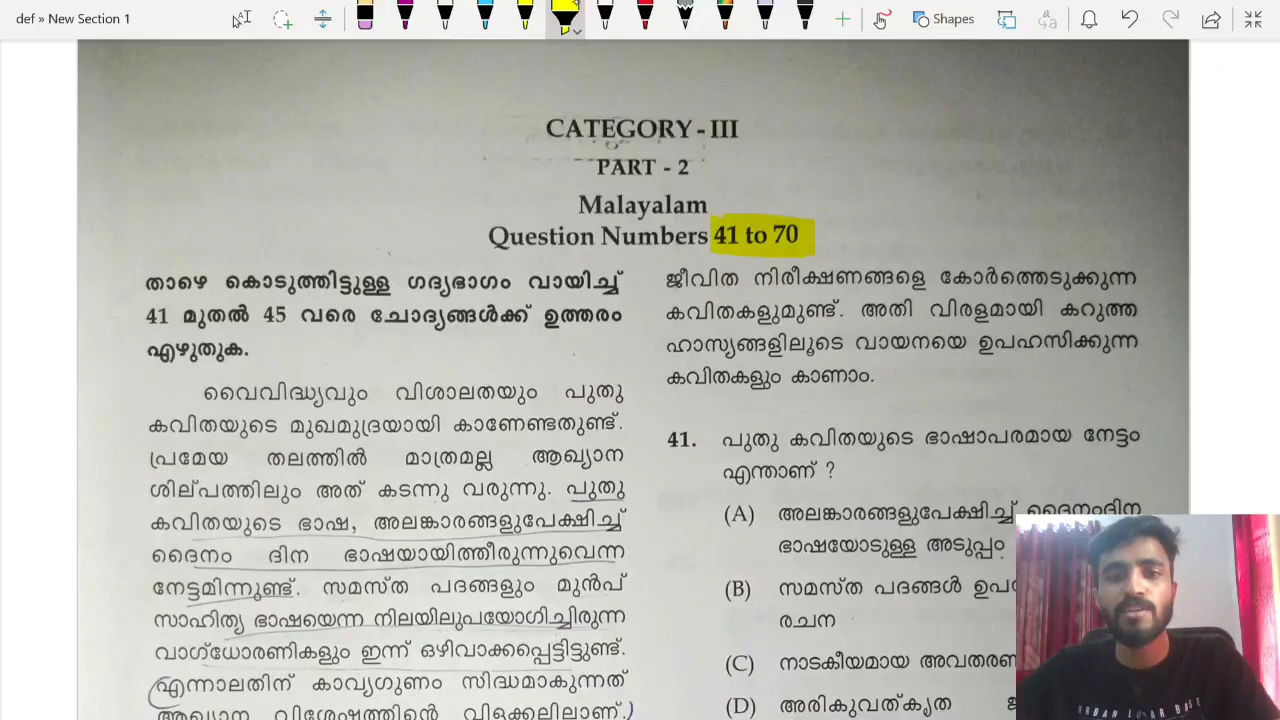 def » New Section 1
Shapes
CATEGORY - III
PART - 2
Malayalam
Question Numbers 41 to 70
താഴെ കൊടുത്തിട്ടുള്ള ഗദ്യഭാഗം വായിച്ച്
41 മുതൽ 45 വരെ ചോദ്യങ്ങൾക്ക് ഉത്തരം
എഴുതുക.
വൈവിദ്ധ്യവും വിശാലതയും പുതു
കവിതയുടെ മുഖമുദ്രയായി കാണേണ്ടതുണ്ട്.
പ്രമേയ തലത്തിൽ മാത്രമല്ല ആഖ്യാന
ശില്പത്തിലും അത് കടന്നു വരുന്നു. പുതു
കവിതയുടെ ഭാഷ, അലങ്കാരങ്ങളുപേക്ഷിച്ച്
ദൈനം ദിന ഭാഷയായിത്തീരുന്നുവെന്ന
നേട്ടമിന്നുണ്ട്. സമസ്ത പദങ്ങളും മുൻപ്
സാഹിത്യ ഭാഷയെന്ന നിലയിലുപയോഗിച്ചിരുന്ന
വാഗ്ധോരണികളും ഇന്ന് ഒഴിവാക്കപ്പെട്ടിട്ടുണ്ട്.
എന്നാലതിന് കാവ്യഗുണം സിദ്ധമാകുന്നത്
ആഖ്യാന വിശേഷത്തിന്റെ വിളക്കലിലാണ്.
ജീവിത നിരീക്ഷണങ്ങളെ കോർത്തെടുക്കുന്ന
കവിതകളുമുണ്ട്. അതി വിരളമായി കറുത്ത
ഹാസ്യങ്ങളിലൂടെ വായനയെ ഉപഹസിക്കുന്ന
കവിതകളും കാണാം.
41. പുതു കവിതയുടെ ഭാഷാപരമായ നേട്ടം
എന്താണ് ?
(A) അലങ്കാരങ്ങളുപേക്ഷിച്ച് ദൈനംദിന
ഭാഷയോടുള്ള അടുപ്പം
(B) സമസ്ത പദങ്ങൾ
രചന
(C) നാടകീയമായ
(D) അരികുവത്കൃത